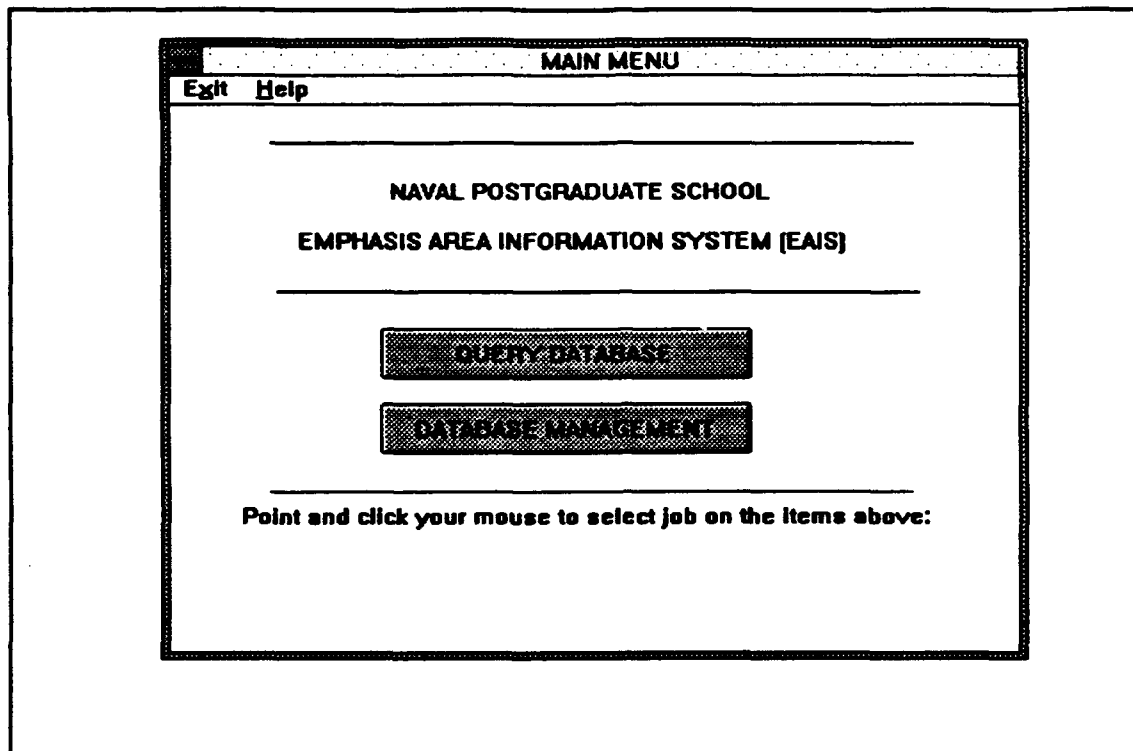 MAIN MENU
Exit Help
NAVAL POSTGRADUATE SCHOOL
EMPHASIS AREA INFORMATION SYSTEM (EAIS)
QUERY DATABASE
DATABASE MANAGEMENT
Point and click your mouse to select job on the items above: